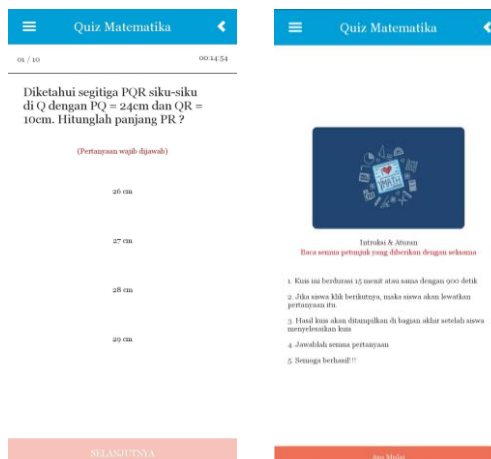 Quiz Matematika
01 / 10
00:14:54
Diketahui segitiga PQR siku-siku
di Q dengan PQ = 24cm dan QR =
10cm. Hitunglah panjang PR ?
(Pertanyaan wajib dijawab)
26 cm
27 cm
28 cm
29 cm
SELANJUTNYA
Quiz Matematika
I
MATH
Intruksi & Aturan
Baca semua petunjuk yang diberikan dengan seksama
1. Kuis ini berdurasi 15 menit atau sama dengan 900 detik
2. Jika siswa klik berikutnya, maka siswa akan lewatkan
pertanyaan itu.
3. Hasil kuis akan ditampilkan di bagian akhir setelah siswa
menyelesaikan kuis
4. Jawablah semua pertanyaan
5. Semoga berhasil!!!
Ayo Mulai